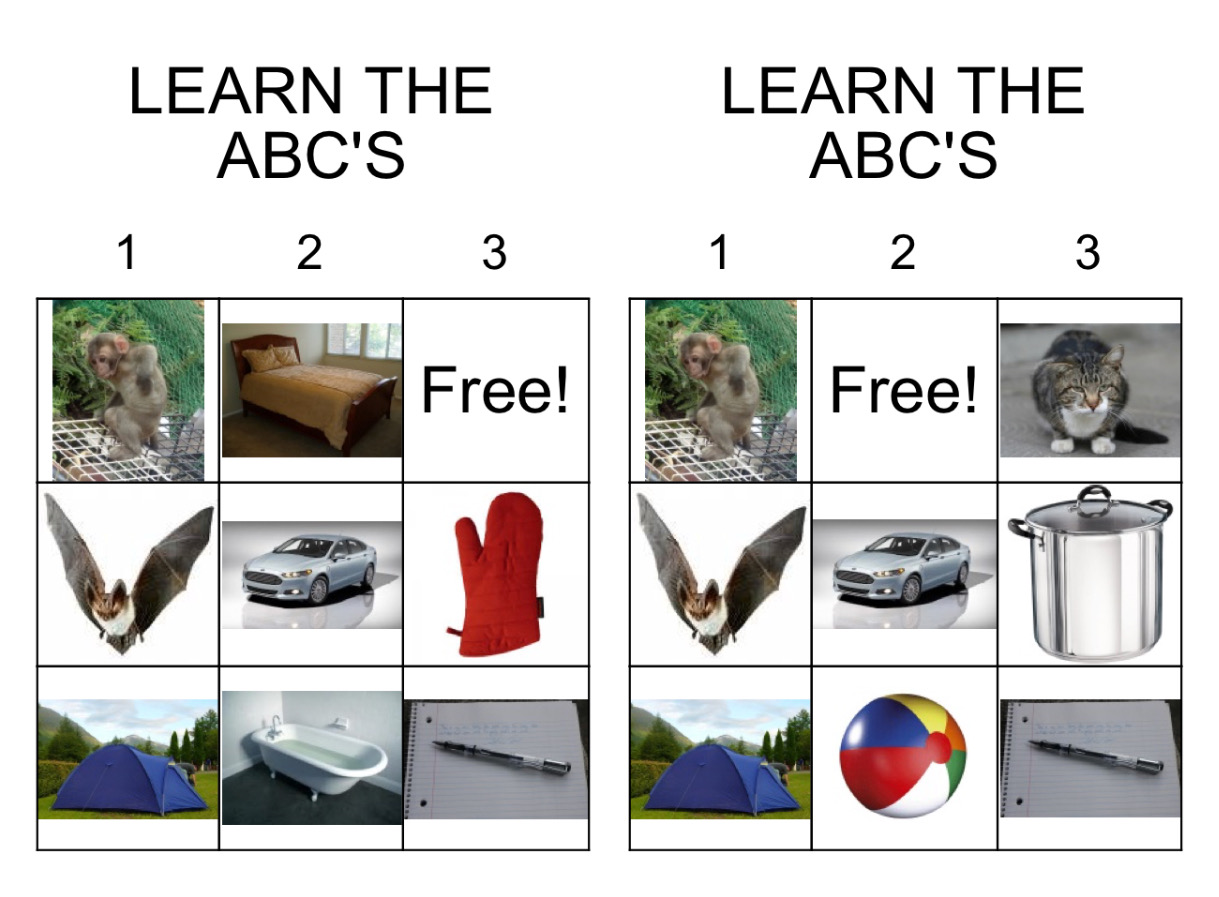 LEARN THE
ABC'S
1 2 3
Free!
LEARN THE
ABC'S
1 2 3
Free!